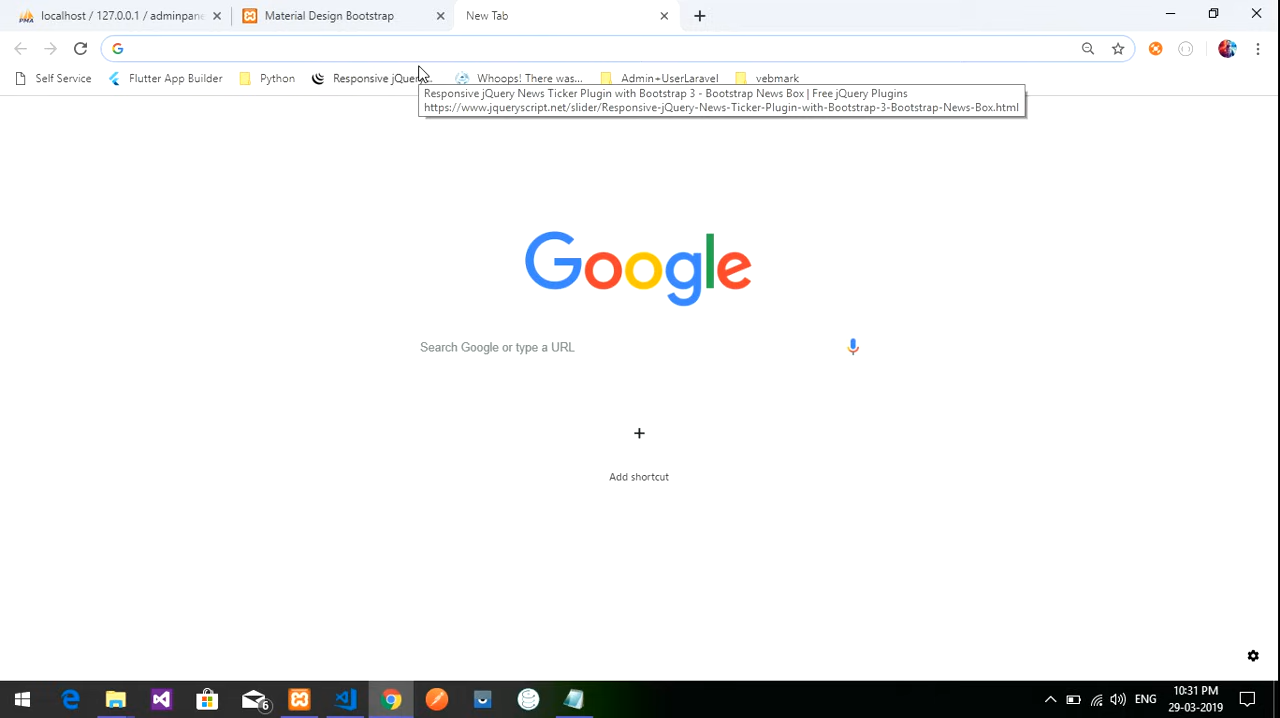 localhost / 127.0.0.1 / adminpane
Material Design Bootstrap
New Tab
Self Service
Flutter App Builder
Python
Responsive jQuery
Whoops! There was...
Admin+UserLaravel
vebmark
Responsive jQuery News Ticker Plugin with Bootstrap 3 - Bootstrap News Box | Free jQuery Plugins
https://www.jqueryscript.net/slider/Responsive-jQuery-News-Ticker-Plugin-with-Bootstrap-3-Bootstrap-News-Box.html
Google
Search Google or type a URL
Add shortcut
6
ENG
10:31 PM
29-03-2019